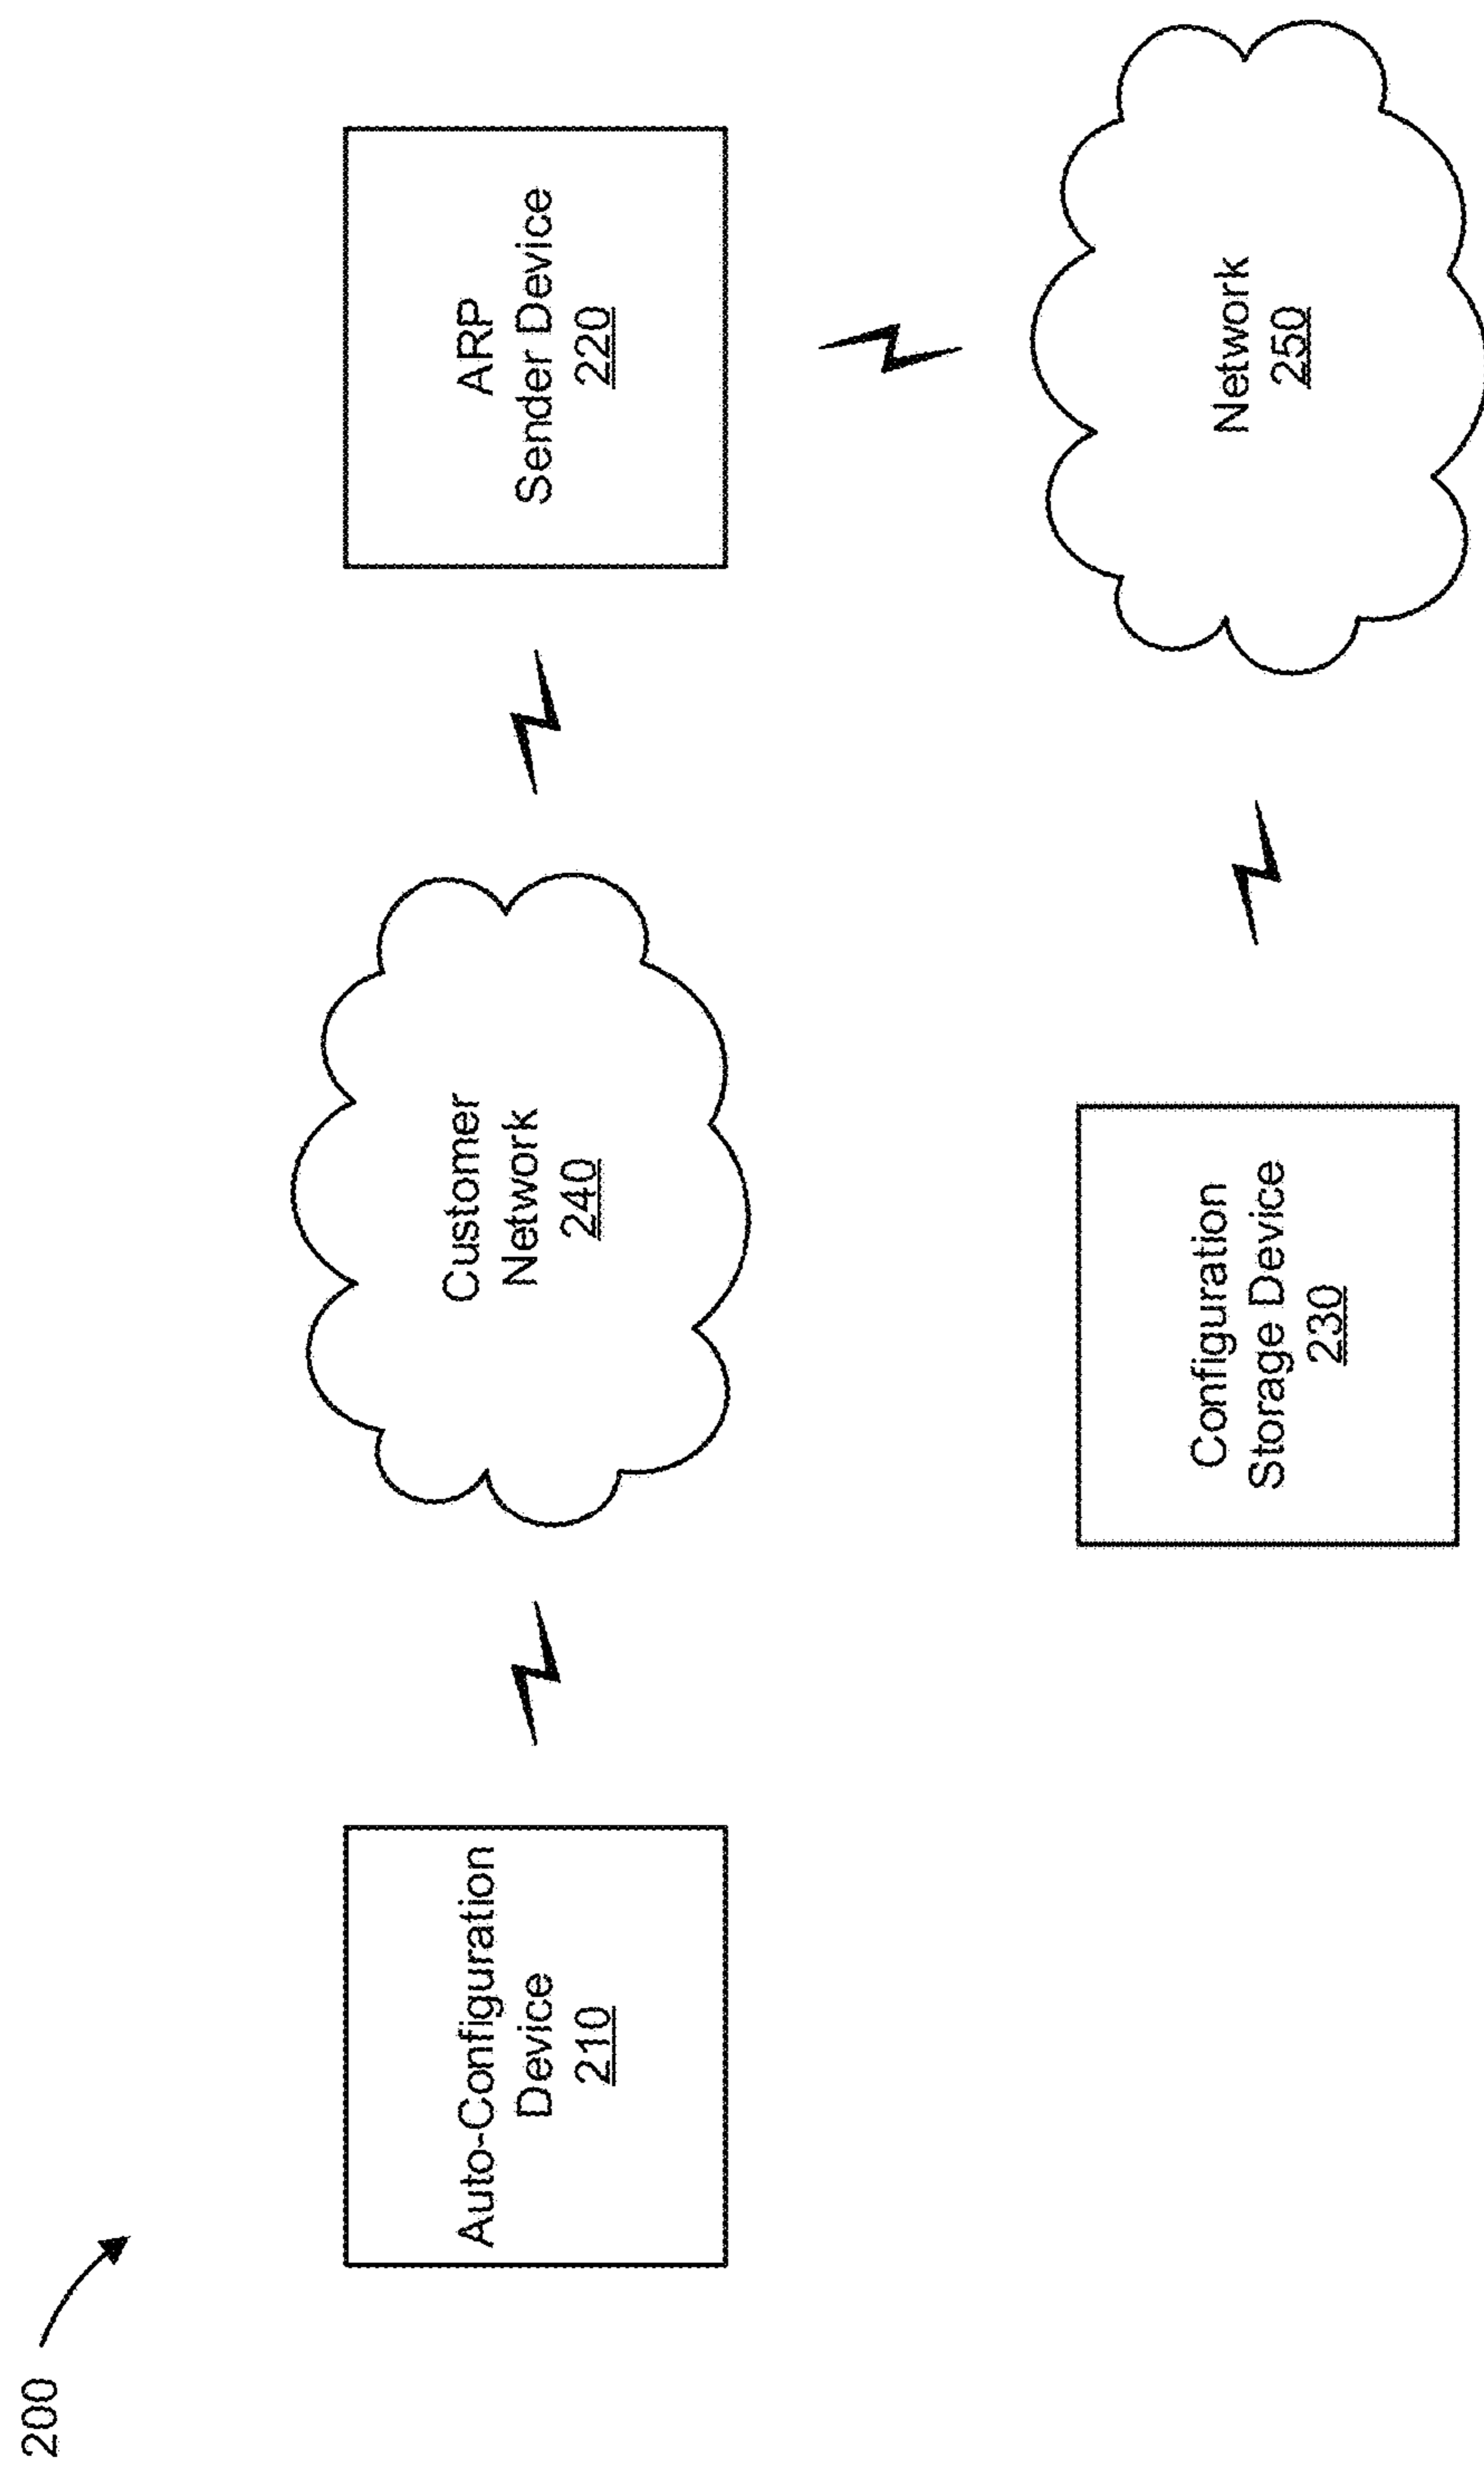 200
Auto-Configuration
Device
210
Customer
Network
240
ARP
Sender Device
220
Configuration
Storage Device
230
Network
250